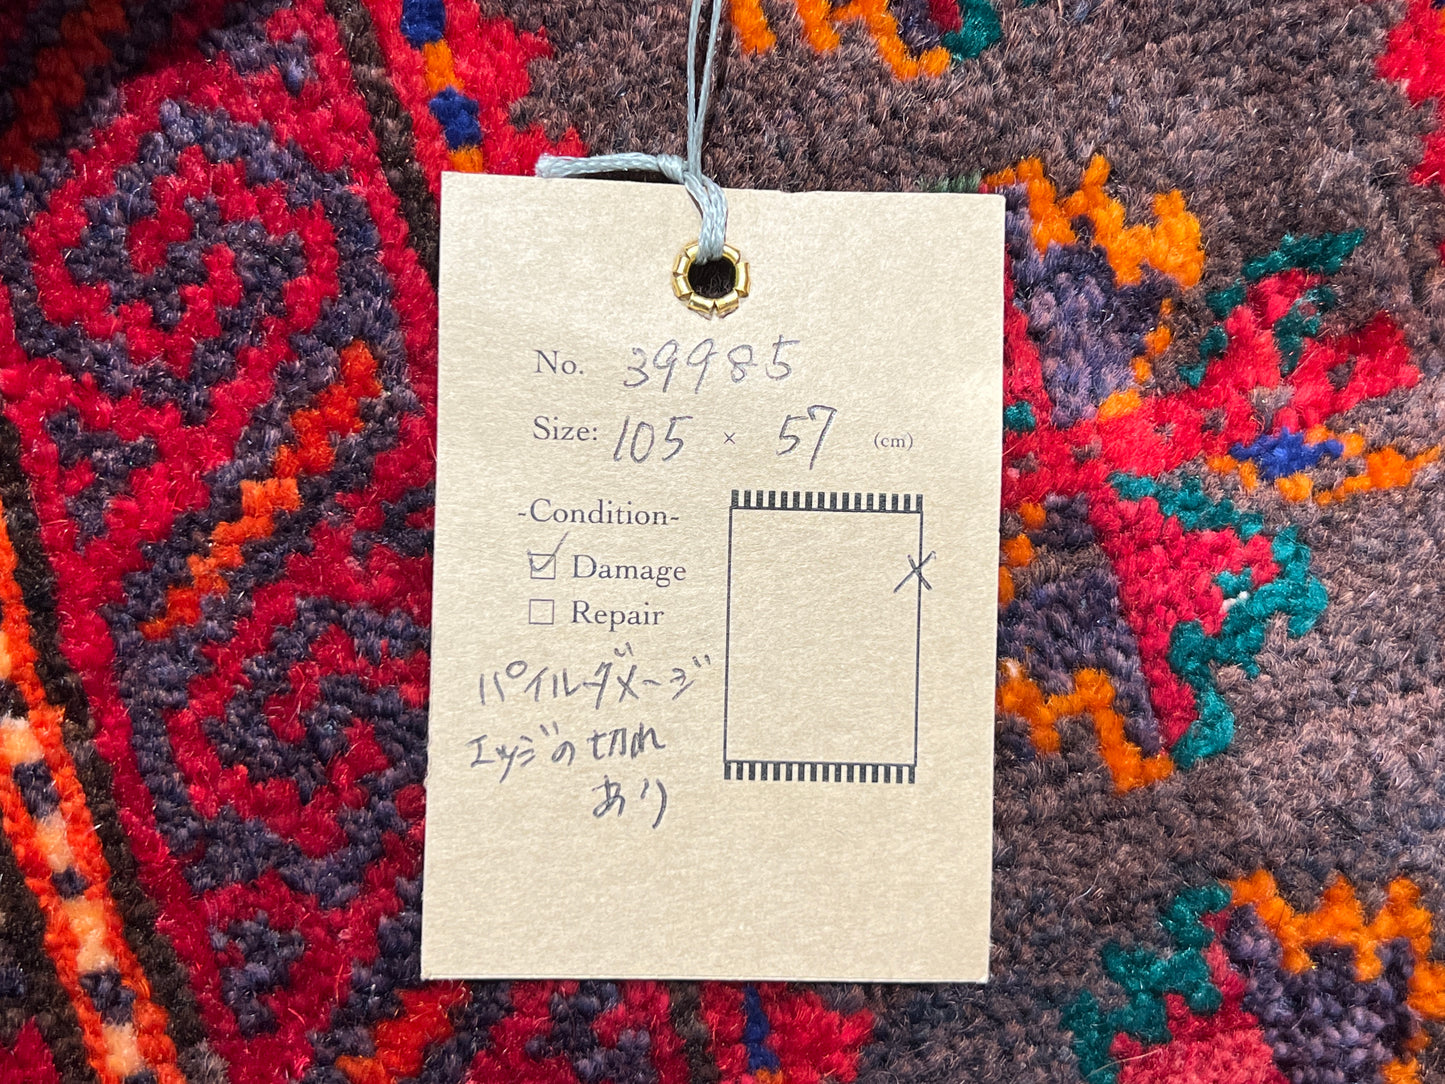 No. 39985
Size: 105 × 57 (cm)
-Condition-
☑ Damage
☐ Repair
パイルダメージ
エッジの切れ
あり